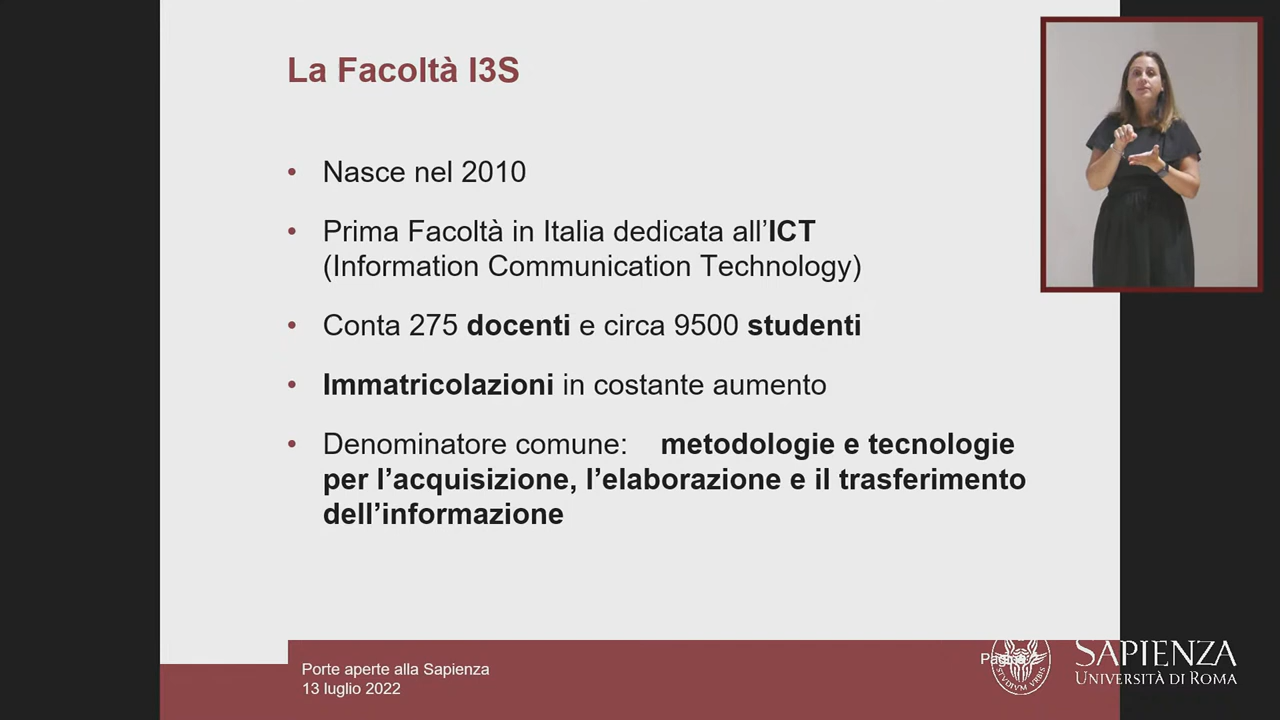 La Facoltà I3S
• Nasce nel 2010
• Prima Facoltà in Italia dedicata all’ICT
(Information Communication Technology)
• Conta 275 docenti e circa 9500 studenti
• Immatricolazioni in costante aumento
• Denominatore comune: metodologie e tecnologie
per l’acquisizione, l’elaborazione e il trasferimento
dell’informazione
Porte aperte alla Sapienza
13 luglio 2022
STVDIVM VRBIS
SAPIENZA
UNIVERSITÀ DI ROMA